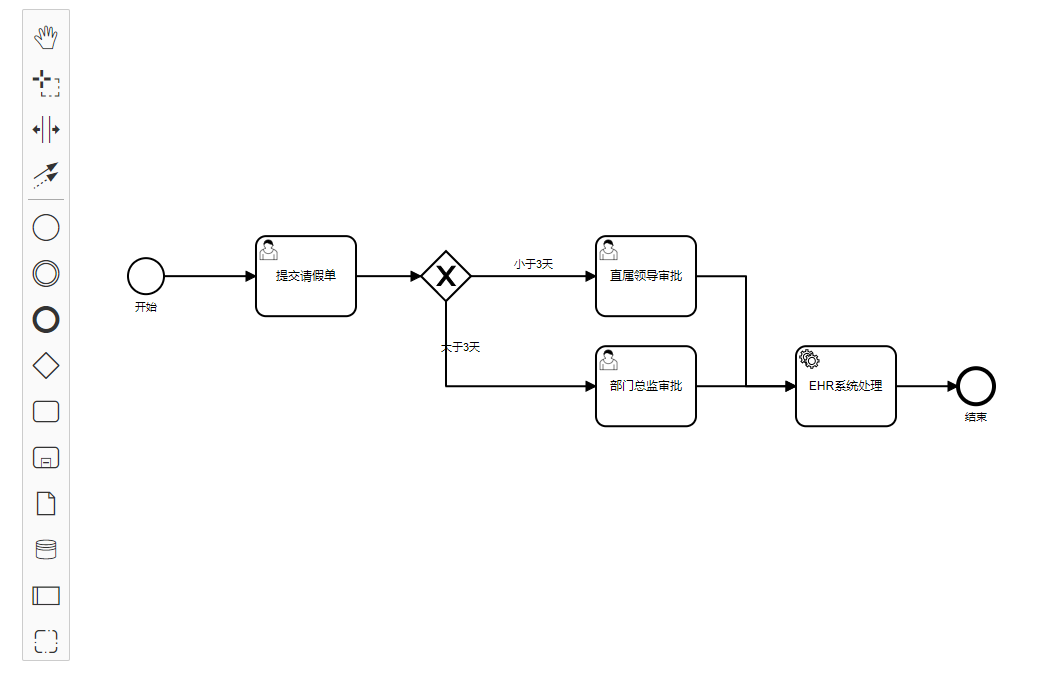 开始
提交请假单
小于3天
直属领导审批
大于3天
部门总监审批
EHR系统处理
结束